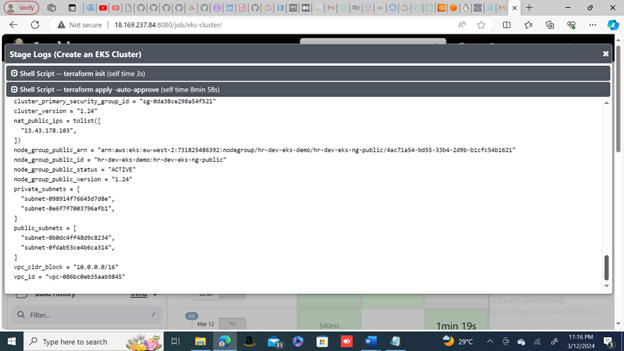 Verify
Not secure
18.169.237.84:8080/job/eks-cluster/
Stage Logs (Create an EKS Cluster)
Shell Script -- terraform init (self time 3s)
Shell Script -- terraform apply -auto-approve (self time 8min 58s)
cluster_primary_security_group_id = "sg-0da38ce298a54f521"
cluster_version = "1.24"
nat_public_ips = tolist([
"13.43.178.103",
])
node_group_public_arn = "arn:aws:eks:eu-west-2:731825486392:nodegroup/hr-dev-eks-demo/hr-dev-eks-ng-public/4ac71a54-bd55-33b4-2d9b-b1cfc54b1621"
node_group_public_id = "hr-dev-eks-demo:hr-dev-eks-ng-public"
node_group_public_status = "ACTIVE"
node_group_public_version = "1.24"
private_subnets = [
"subnet-098914f76645d7d8e",
"subnet-0e6f7f7003796afb1",
]
public_subnets = [
"subnet-0b0dc4ff48d9c8234",
"subnet-0fdab53ce4b6ca314",
]
vpc_cidr_block = "10.0.0.0/16"
vpc_id = "vpc-086bc0eb35aab9845"
Build History
trend
Filter...
Mar 12
No
540ms
1min 19s
Activate Windows
Type here to search
29°C
11:16 PM
3/12/2024